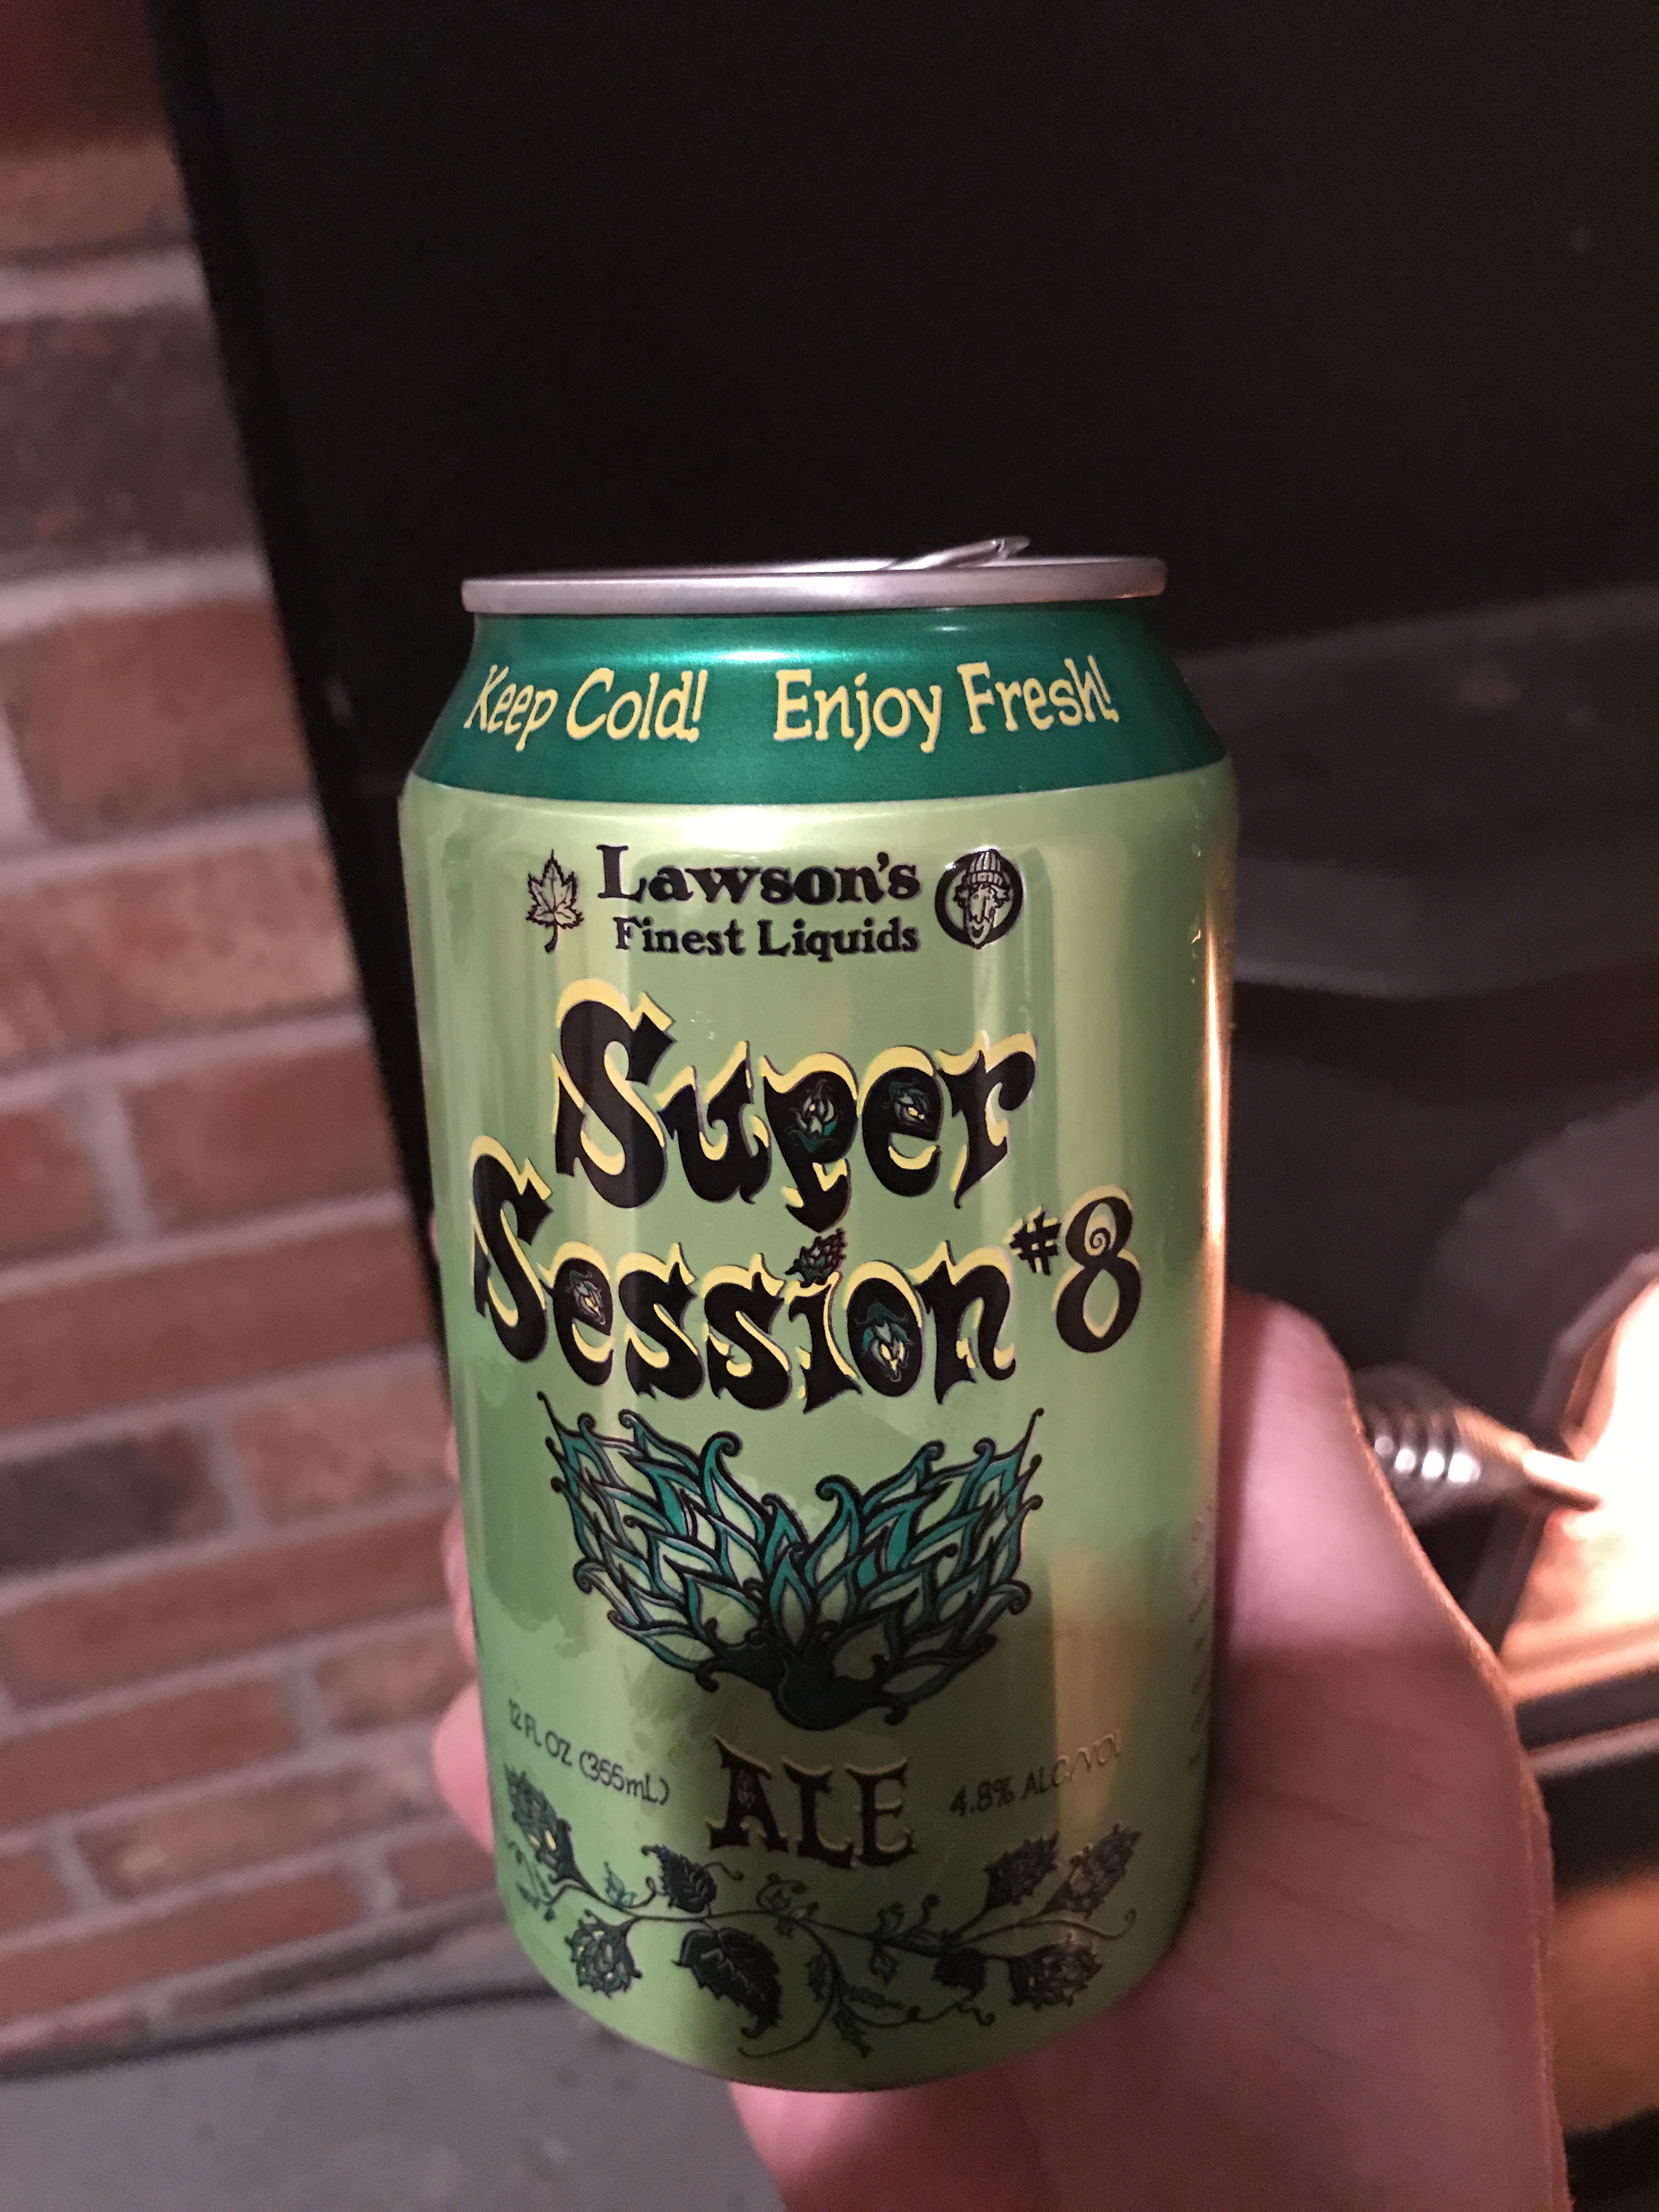 Keep Cold! Enjoy Fresh!
Lawson's
Finest Liquids
Super
Session #8
12 FL OZ (355mL)
ALE
4.8% ALC/VOL